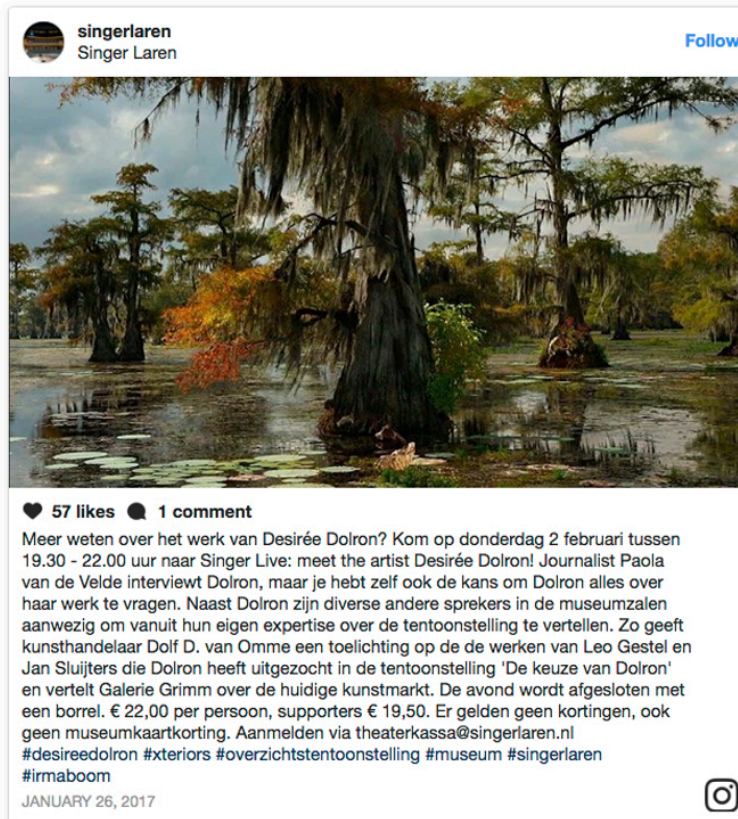 singerlaren
Singer Laren
Follow
57 likes 1 comment
Meer weten over het werk van Desirée Dolron? Kom op donderdag 2 februari tussen
19.30 - 22.00 uur naar Singer Live: meet the artist Desirée Dolron! Journalist Paola
van de Velde interviewt Dolron, maar je hebt zelf ook de kans om Dolron alles over
haar werk te vragen. Naast Dolron zijn diverse andere sprekers in de museumzalen
aanwezig om vanuit hun eigen expertise over de tentoonstelling te vertellen. Zo geeft
kunsthandelaar Dolf D. van Omme een toelichting op de de werken van Leo Gestel en
Jan Sluijters die Dolron heeft uitgezocht in de tentoonstelling 'De keuze van Dolron'
en vertelt Galerie Grimm over de huidige kunstmarkt. De avond wordt afgesloten met
een borrel. € 22,00 per persoon, supporters € 19,50. Er gelden geen kortingen, ook
geen museumkaartkorting. Aanmelden via theaterkassa@singerlaren.nl
#desireedolron #xteriors #overzichtstentoonstelling #museum #singerlaren
#irmaboom
JANUARY 26, 2017